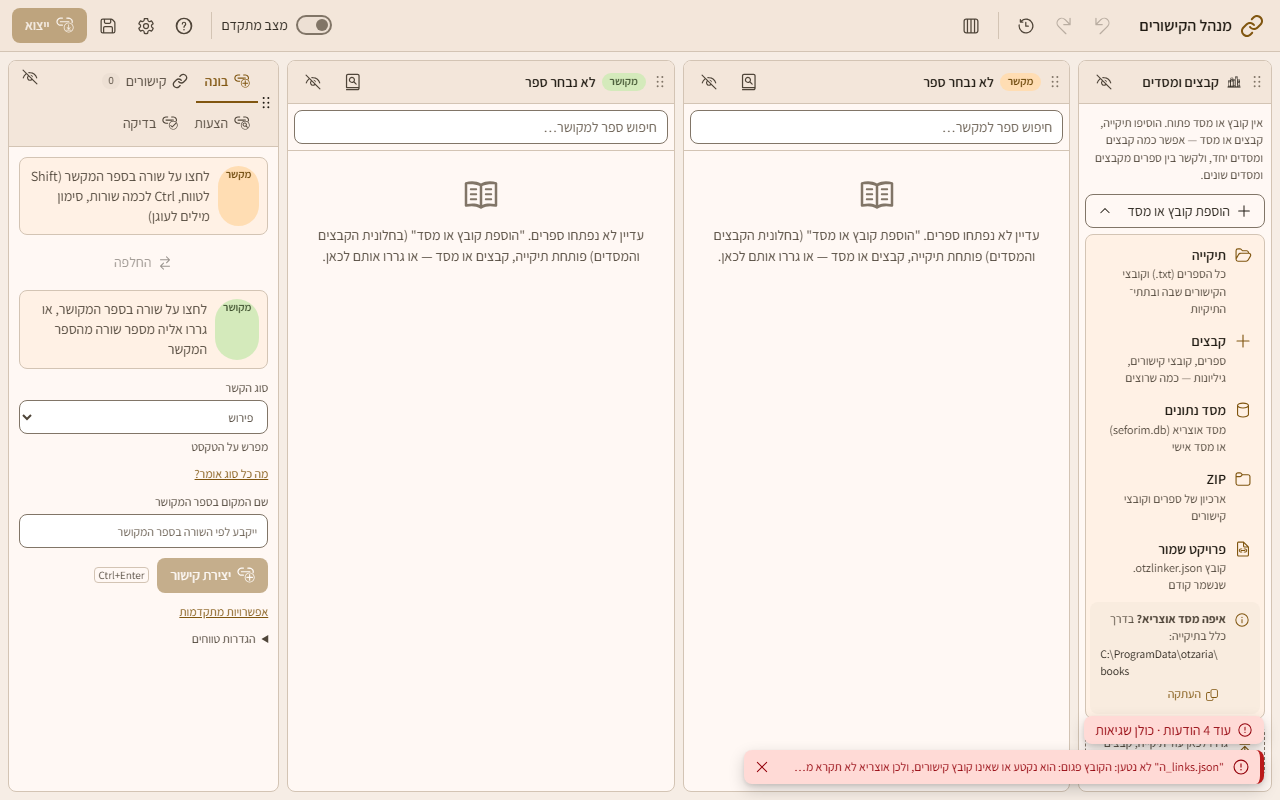 מנהל הקישורים
מצב מתקדם
ייצוא
קבצים ומסדים
אין קובץ או מסד פתוח. הוסיפו תיקייה,
קבצים או מסד — אפשר כמה קבצים
ומסדים יחד, ולקשר בין ספרים מקבצים
ומסדים שונים.
הוספת קובץ או מסד
תיקייה
כל הספרים (.txt) וקובצי
הקישורים שבה ובתתי־
התיקיות
קבצים
ספרים, קובצי קישורים,
גיליונות — כמה שרוצים
מסד נתונים
מסד אוצריא (seforim.db)
או מסד אישי
ZIP
ארכיון של ספרים וקובצי
קישורים
פרויקט שמור
קובץ .otzlinker.json
שנשמר קודם
איפה מסד אוצריא? בדרך
כלל בתיקייה:
C:\ProgramData\otzaria\
books
העתקה
עוד 4 הודעות · כולן שגיאות
"ה_links.json" לא נטען: הקובץ פגום: הוא נקטע או שאינו קובץ קישורים, ולכן אוצריא לא תקרא מ...
מקשר
לא נבחר ספר
חיפוש ספר למקשר...
עדיין לא נפתחו ספרים. "הוספת קובץ או מסד" (בחלונית הקבצים
והמסדים) פותחת תיקייה, קבצים או מסד — או גררו אותם לכאן.
מקושר
לא נבחר ספר
חיפוש ספר למקושר...
עדיין לא נפתחו ספרים. "הוספת קובץ או מסד" (בחלונית הקבצים
והמסדים) פותחת תיקייה, קבצים או מסד — או גררו אותם לכאן.
בונה
קישורים 0
הצעות
בדיקה
מקשר
לחצו על שורה בספר המקשר (Shift
לטווח, Ctrl לכמה שורות, סימון
מילים לעוגן)
החלפה
מקושר
לחצו על שורה בספר המקושר, או
גררו אליה מספר שורה מהספר
המקשר
סוג הקשר
פירוש
מפרש על הטקסט
מה כל סוג אומר?
שם המקום בספר המקושר
ייקבע לפי השורה בספר המקושר
יצירת קישור
Ctrl+Enter
אפשרויות מתקדמות
הגדרות טווחים